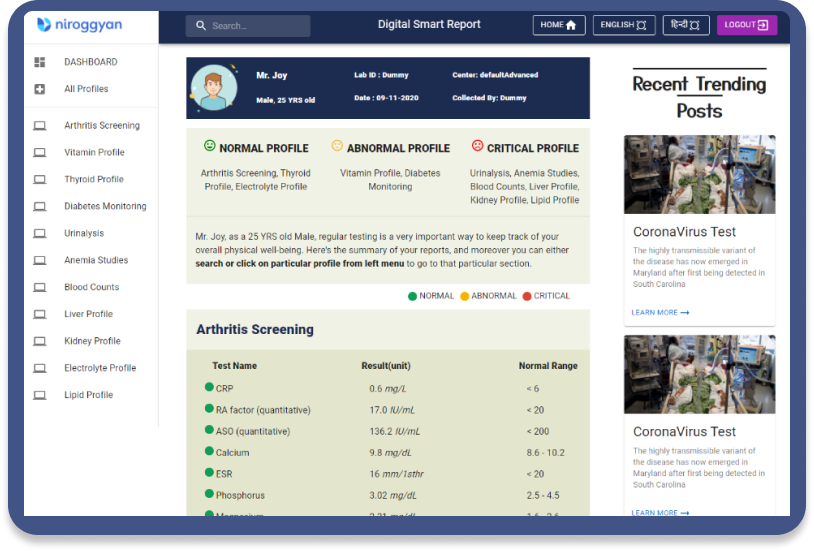 niroggyan
Search...
Digital Smart Report
HOME
ENGLISH
हिन्दी
LOGOUT
DASHBOARD
All Profiles
Arthritis Screening
Vitamin Profile
Thyroid Profile
Diabetes Monitoring
Urinalysis
Anemia Studies
Blood Counts
Liver Profile
Kidney Profile
Electrolyte Profile
Lipid Profile
Mr. Joy
Lab ID : Dummy
Center: defaultAdvanced
Male, 25 YRS old
Date : 09-11-2020
Collected By: Dummy
NORMAL PROFILE
Arthritis Screening, Thyroid
Profile, Electrolyte Profile
ABNORMAL PROFILE
Vitamin Profile, Diabetes
Monitoring
CRITICAL PROFILE
Urinalysis, Anemia Studies,
Blood Counts, Liver Profile,
Kidney Profile, Lipid Profile
Mr. Joy, as a 25 YRS old Male, regular testing is a very important way to keep track of your
overall physical well-being. Here's the summary of your reports, and moreover you can either
search or click on particular profile from left menu to go to that particular section.
NORMAL ABNORMAL CRITICAL
Arthritis Screening
Test Name Result(unit) Normal Range
CRP 0.6 mg/L < 6
RA factor (quantitative) 17.0 IU/mL < 20
ASO (quantitative) 136.2 IU/mL < 200
Calcium 9.8 mg/dL 8.6 - 10.2
ESR 16 mm/1sthr < 20
Phosphorus 3.02 mg/dL 2.5 - 4.5
Recent Trending
Posts
CoronaVirus Test
The highly transmissible variant of
the disease has now emerged in
Maryland after first being detected in
South Carolina
LEARN MORE
CoronaVirus Test
The highly transmissible variant of
the disease has now emerged in
Maryland after first being detected in
South Carolina
LEARN MORE